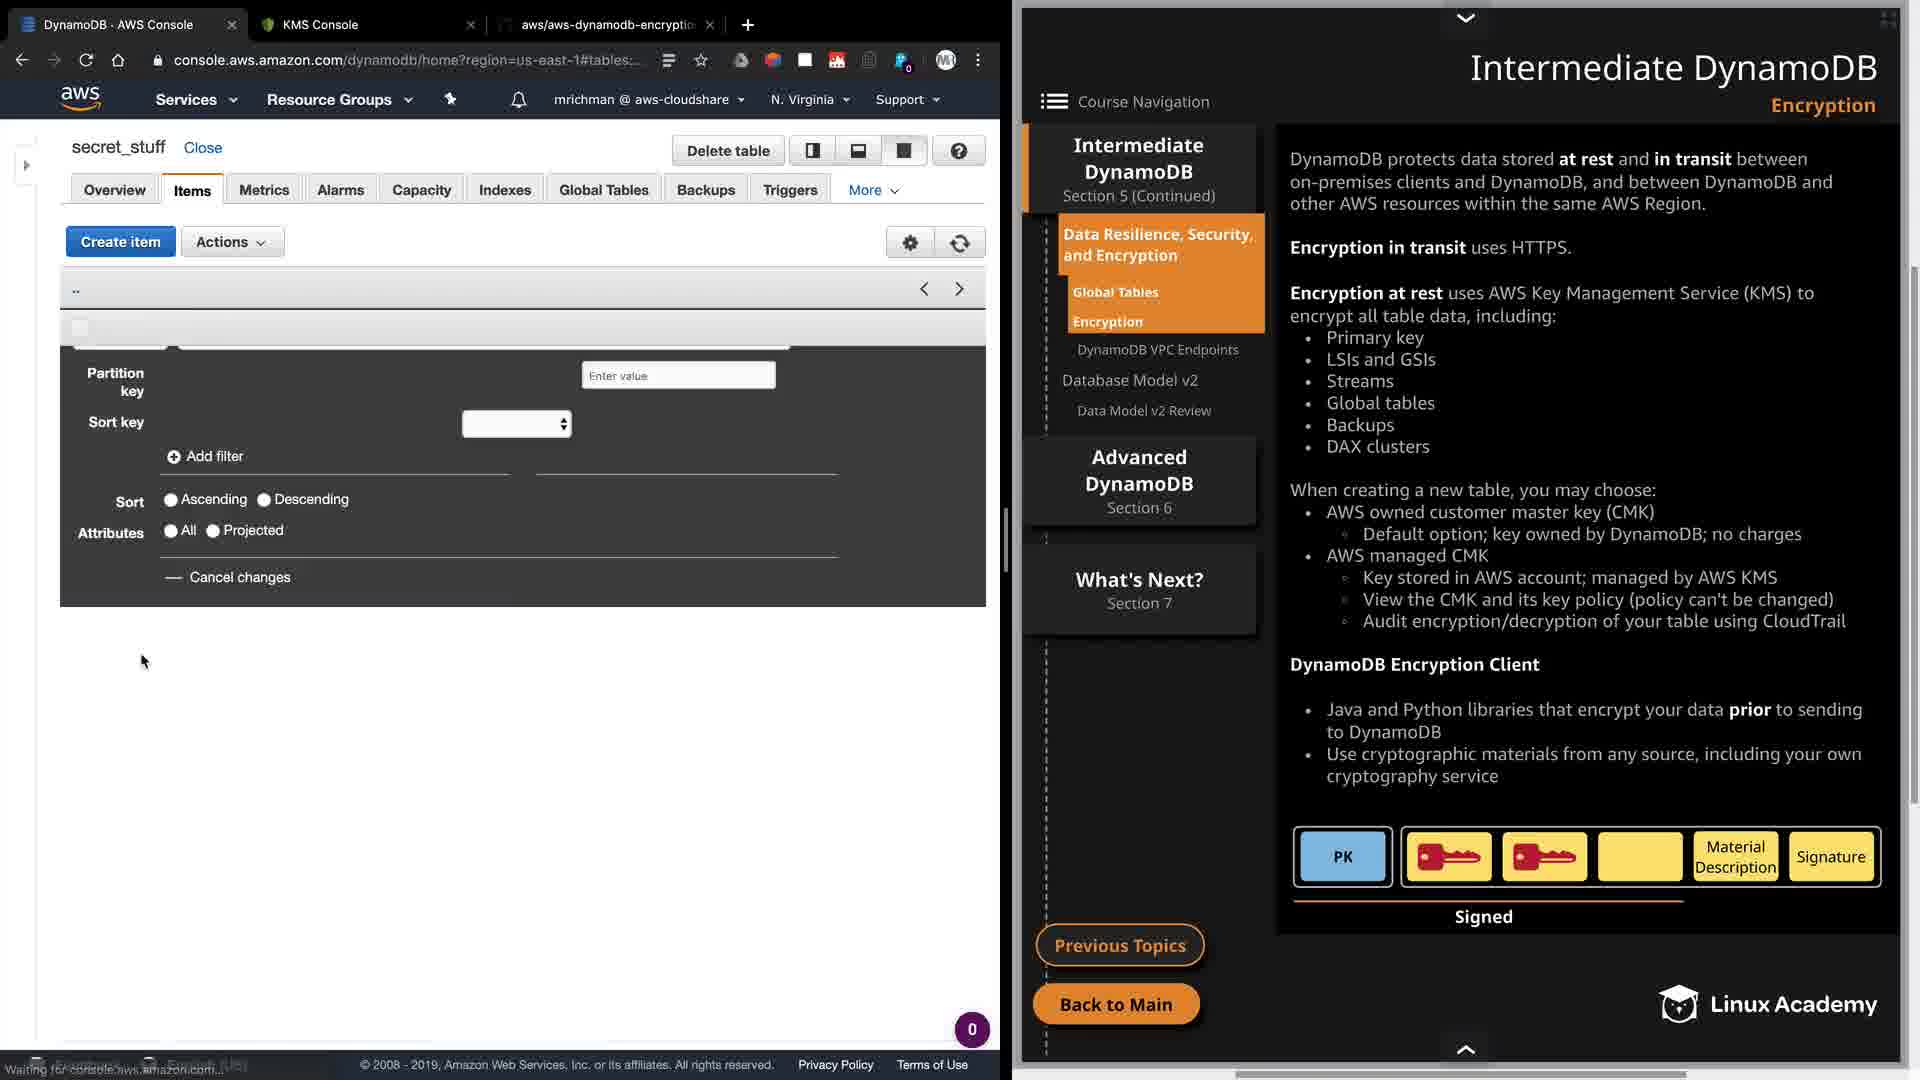 DynamoDB · AWS Console
KMS Console
aws/aws-dynamodb-encryptio
console.aws.amazon.com/dynamodb/home?region=us-east-1#tables:...
0
aws
Services
Resource Groups
mrichman @ aws-cloudshare
N. Virginia
Support
secret_stuff
Close
Delete table
Overview
Items
Metrics
Alarms
Capacity
Indexes
Global Tables
Backups
Triggers
More
Create item
Actions
..
Partition
key
Enter value
Sort key
Add filter
Sort
Ascending
Descending
Attributes
All
Projected
Cancel changes
0
Waiting for console.aws.amazon.com...
© 2008 - 2019, Amazon Web Services, Inc. or its affiliates. All rights reserved.
Privacy Policy
Terms of Use
Intermediate DynamoDB
Encryption
Course Navigation
Intermediate
DynamoDB
Section 5 (Continued)
Data Resilience, Security,
and Encryption
Global Tables
Encryption
DynamoDB VPC Endpoints
Database Model v2
Data Model v2 Review
Advanced
DynamoDB
Section 6
What's Next?
Section 7
Previous Topics
Back to Main
DynamoDB protects data stored at rest and in transit between
on-premises clients and DynamoDB, and between DynamoDB and
other AWS resources within the same AWS Region.
Encryption in transit uses HTTPS.
Encryption at rest uses AWS Key Management Service (KMS) to
encrypt all table data, including:
• Primary key
• LSIs and GSIs
• Streams
• Global tables
• Backups
• DAX clusters
When creating a new table, you may choose:
• AWS owned customer master key (CMK)
◦ Default option; key owned by DynamoDB; no charges
• AWS managed CMK
◦ Key stored in AWS account; managed by AWS KMS
◦ View the CMK and its key policy (policy can't be changed)
◦ Audit encryption/decryption of your table using CloudTrail
DynamoDB Encryption Client
• Java and Python libraries that encrypt your data prior to sending
to DynamoDB
• Use cryptographic materials from any source, including your own
cryptography service
PK
Material
Description
Signature
Signed
Linux Academy